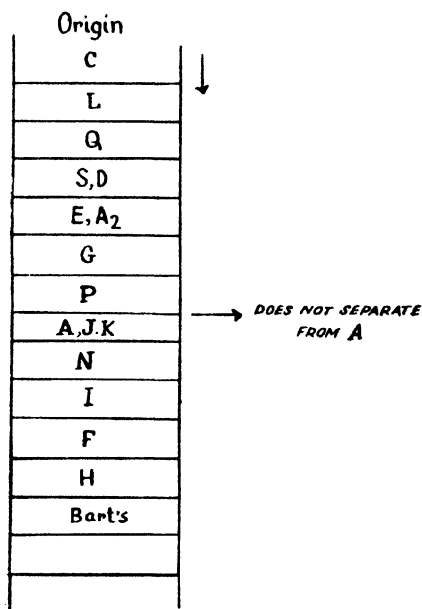 Origin
C
L
Q
S,D
E,A₂
G
P
DOES NOT SEPARATE
FROM A
A,J.K
N
I
F
H
Bart's